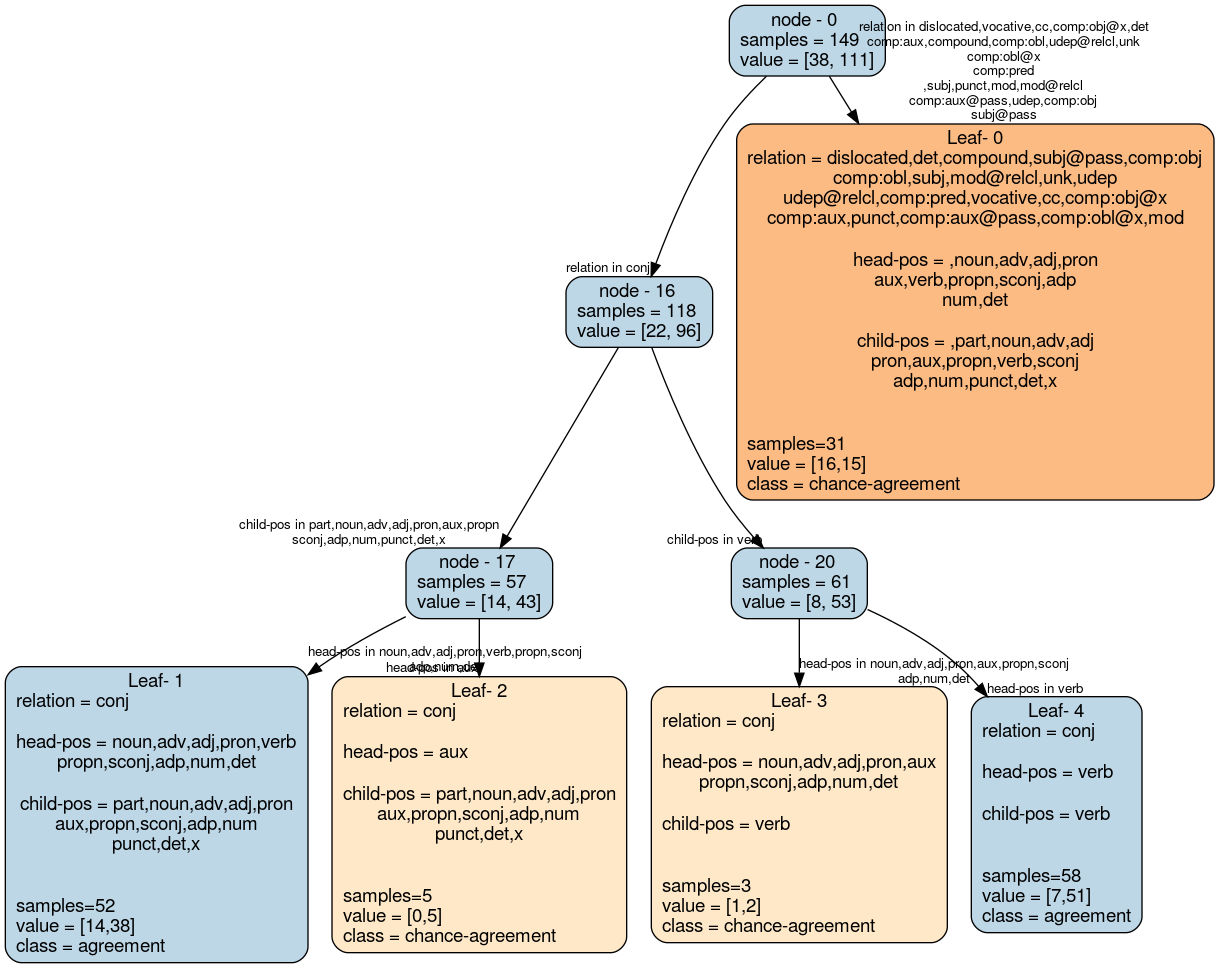 node - 0
samples = 149
value = [38, 111]
relation in dislocated,vocative,cc,comp:obj@x,det
comp:aux,compound,comp:obl,udep@relcl,unk
comp:obl@x
comp:pred
,subj,punct,mod,mod@relcl
comp:aux@pass,udep,comp:obj
subj@pass
Leaf- 0
relation = dislocated,det,compound,subj@pass,comp:obj
comp:obl,subj,mod@relcl,unk,udep
udep@relcl,comp:pred,vocative,cc,comp:obj@x
comp:aux,punct,comp:aux@pass,comp:obl@x,mod
head-pos = ,noun,adv,adj,pron
aux,verb,propn,sconj,adp
num,det
child-pos = ,part,noun,adv,adj
pron,aux,propn,verb,sconj
adp,num,punct,det,x
samples=31
value = [16,15]
class = chance-agreement
relation in conj
node - 16
samples = 118
value = [22, 96]
child-pos in part,noun,adv,adj,pron,aux,propn
sconj,adp,num,punct,det,x
node - 17
samples = 57
value = [14, 43]
child-pos in verb
node - 20
samples = 61
value = [8, 53]
head-pos in noun,adv,adj,pron,verb,propn,sconj
adp,num,det
head-pos in aux
head-pos in noun,adv,adj,pron,aux,propn,sconj
adp,num,det
head-pos in verb
Leaf- 1
relation = conj
head-pos = noun,adv,adj,pron,verb
propn,sconj,adp,num,det
child-pos = part,noun,adv,adj,pron
aux,propn,sconj,adp,num
punct,det,x
samples=52
value = [14,38]
class = agreement
Leaf- 2
relation = conj
head-pos = aux
child-pos = part,noun,adv,adj,pron
aux,propn,sconj,adp,num
punct,det,x
samples=5
value = [0,5]
class = chance-agreement
Leaf- 3
relation = conj
head-pos = noun,adv,adj,pron,aux
propn,sconj,adp,num,det
child-pos = verb
samples=3
value = [1,2]
class = chance-agreement
Leaf- 4
relation = conj
head-pos = verb
child-pos = verb
samples=58
value = [7,51]
class = agreement